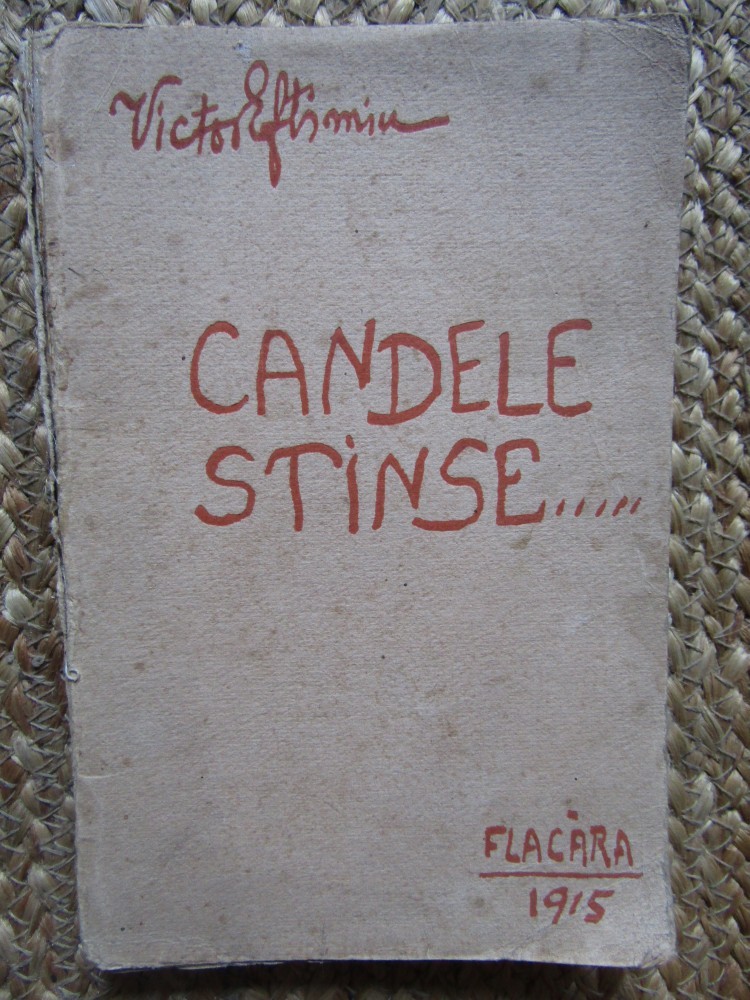 Victor Eftimiu
CANDELE
STINSE.....
FLACĂRA
1915